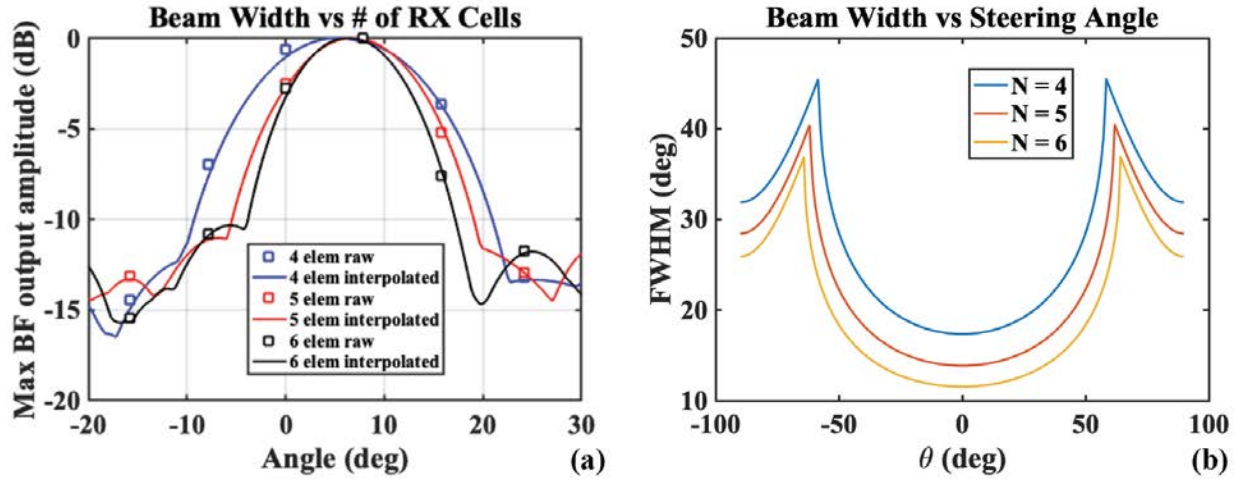 Beam Width vs # of RX Cells
Max BF output amplitude (dB)
0
-5
-10
-15
-20
4 elem raw
4 elem interpolated
5 elem raw
5 elem interpolated
6 elem raw
6 elem interpolated
-20
-10
0
10
20
30
Angle (deg)
(a)
Beam Width vs Steering Angle
FWHM (deg)
50
40
30
20
10
N = 4
N = 5
N = 6
-100
-50
0
50
100
θ (deg)
(b)